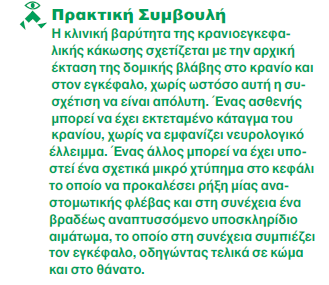 Πρακτική Συμβουλή
Η κλινική βαρύτητα της κρανιοεγκεφα-
λικής κάκωσης σχετίζεται με την αρχική
έκταση της δομικής βλάβης στο κρανίο και
στον εγκέφαλο, χωρίς ωστόσο αυτή η συ-
σχέτιση να είναι απόλυτη. Ένας ασθενής
μπορεί να έχει εκτεταμένο κάταγμα του
κρανίου, χωρίς να εμφανίζει νευρολογικό
έλλειμμα. Ένας άλλος μπορεί να έχει υπο-
στεί ένα σχετικά μικρό χτύπημα στο κεφάλι
το οποίο να προκαλέσει ρήξη μίας ανα-
στομωτικής φλέβας και στη συνέχεια ένα
βραδέως αναπτυσσόμενο υποσκληρίδιο
αιμάτωμα, το οποίο στη συνέχεια συμπιέζει
τον εγκέφαλο, οδηγώντας τελικά σε κώμα
και στο θάνατο.